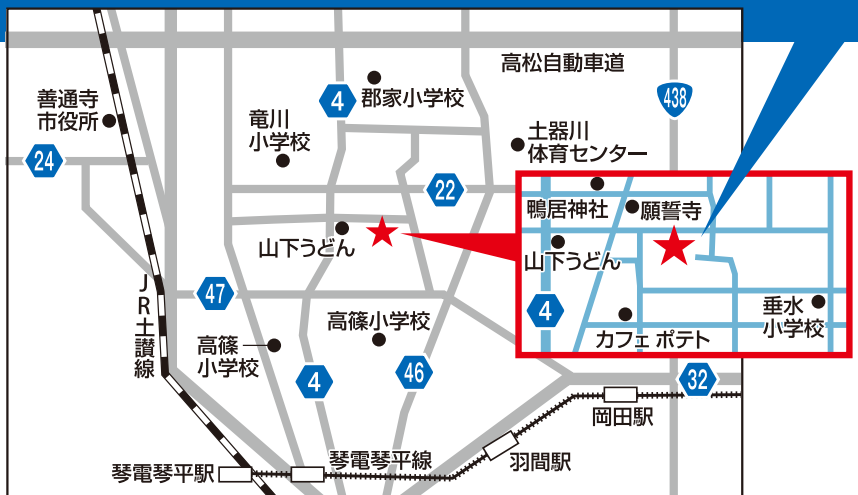 高松自動車道
善通寺
市役所
4
郡家小学校
438
竜川
小学校
土器川
体育センター
24
22
鴨居神社
願誓寺
山下うどん
山下うどん
47
4
JR土讃線
垂水
小学校
高篠小学校
カフェ ポテト
高篠
小学校
4
46
32
岡田駅
琴電琴平線
羽間駅
琴電琴平駅